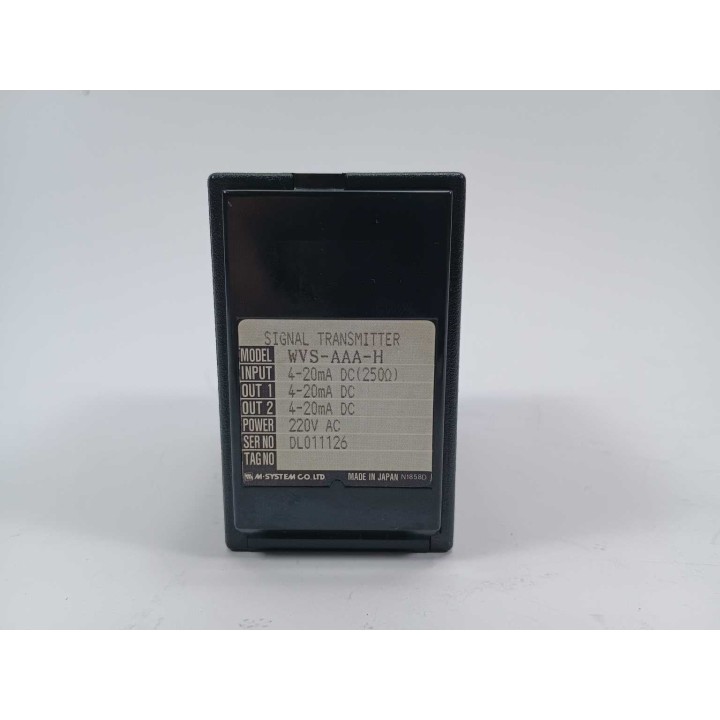 SIGNAL TRANSMITTER
MODEL WVS-AAA-H
INPUT 4-20mA DC(250Ω)
OUT 1 4-20mA DC
OUT 2 4-20mA DC
POWER 220V AC
SER NO DL011126
TAG NO
M-SYSTEM CO. LTD. MADE IN JAPAN N1858D